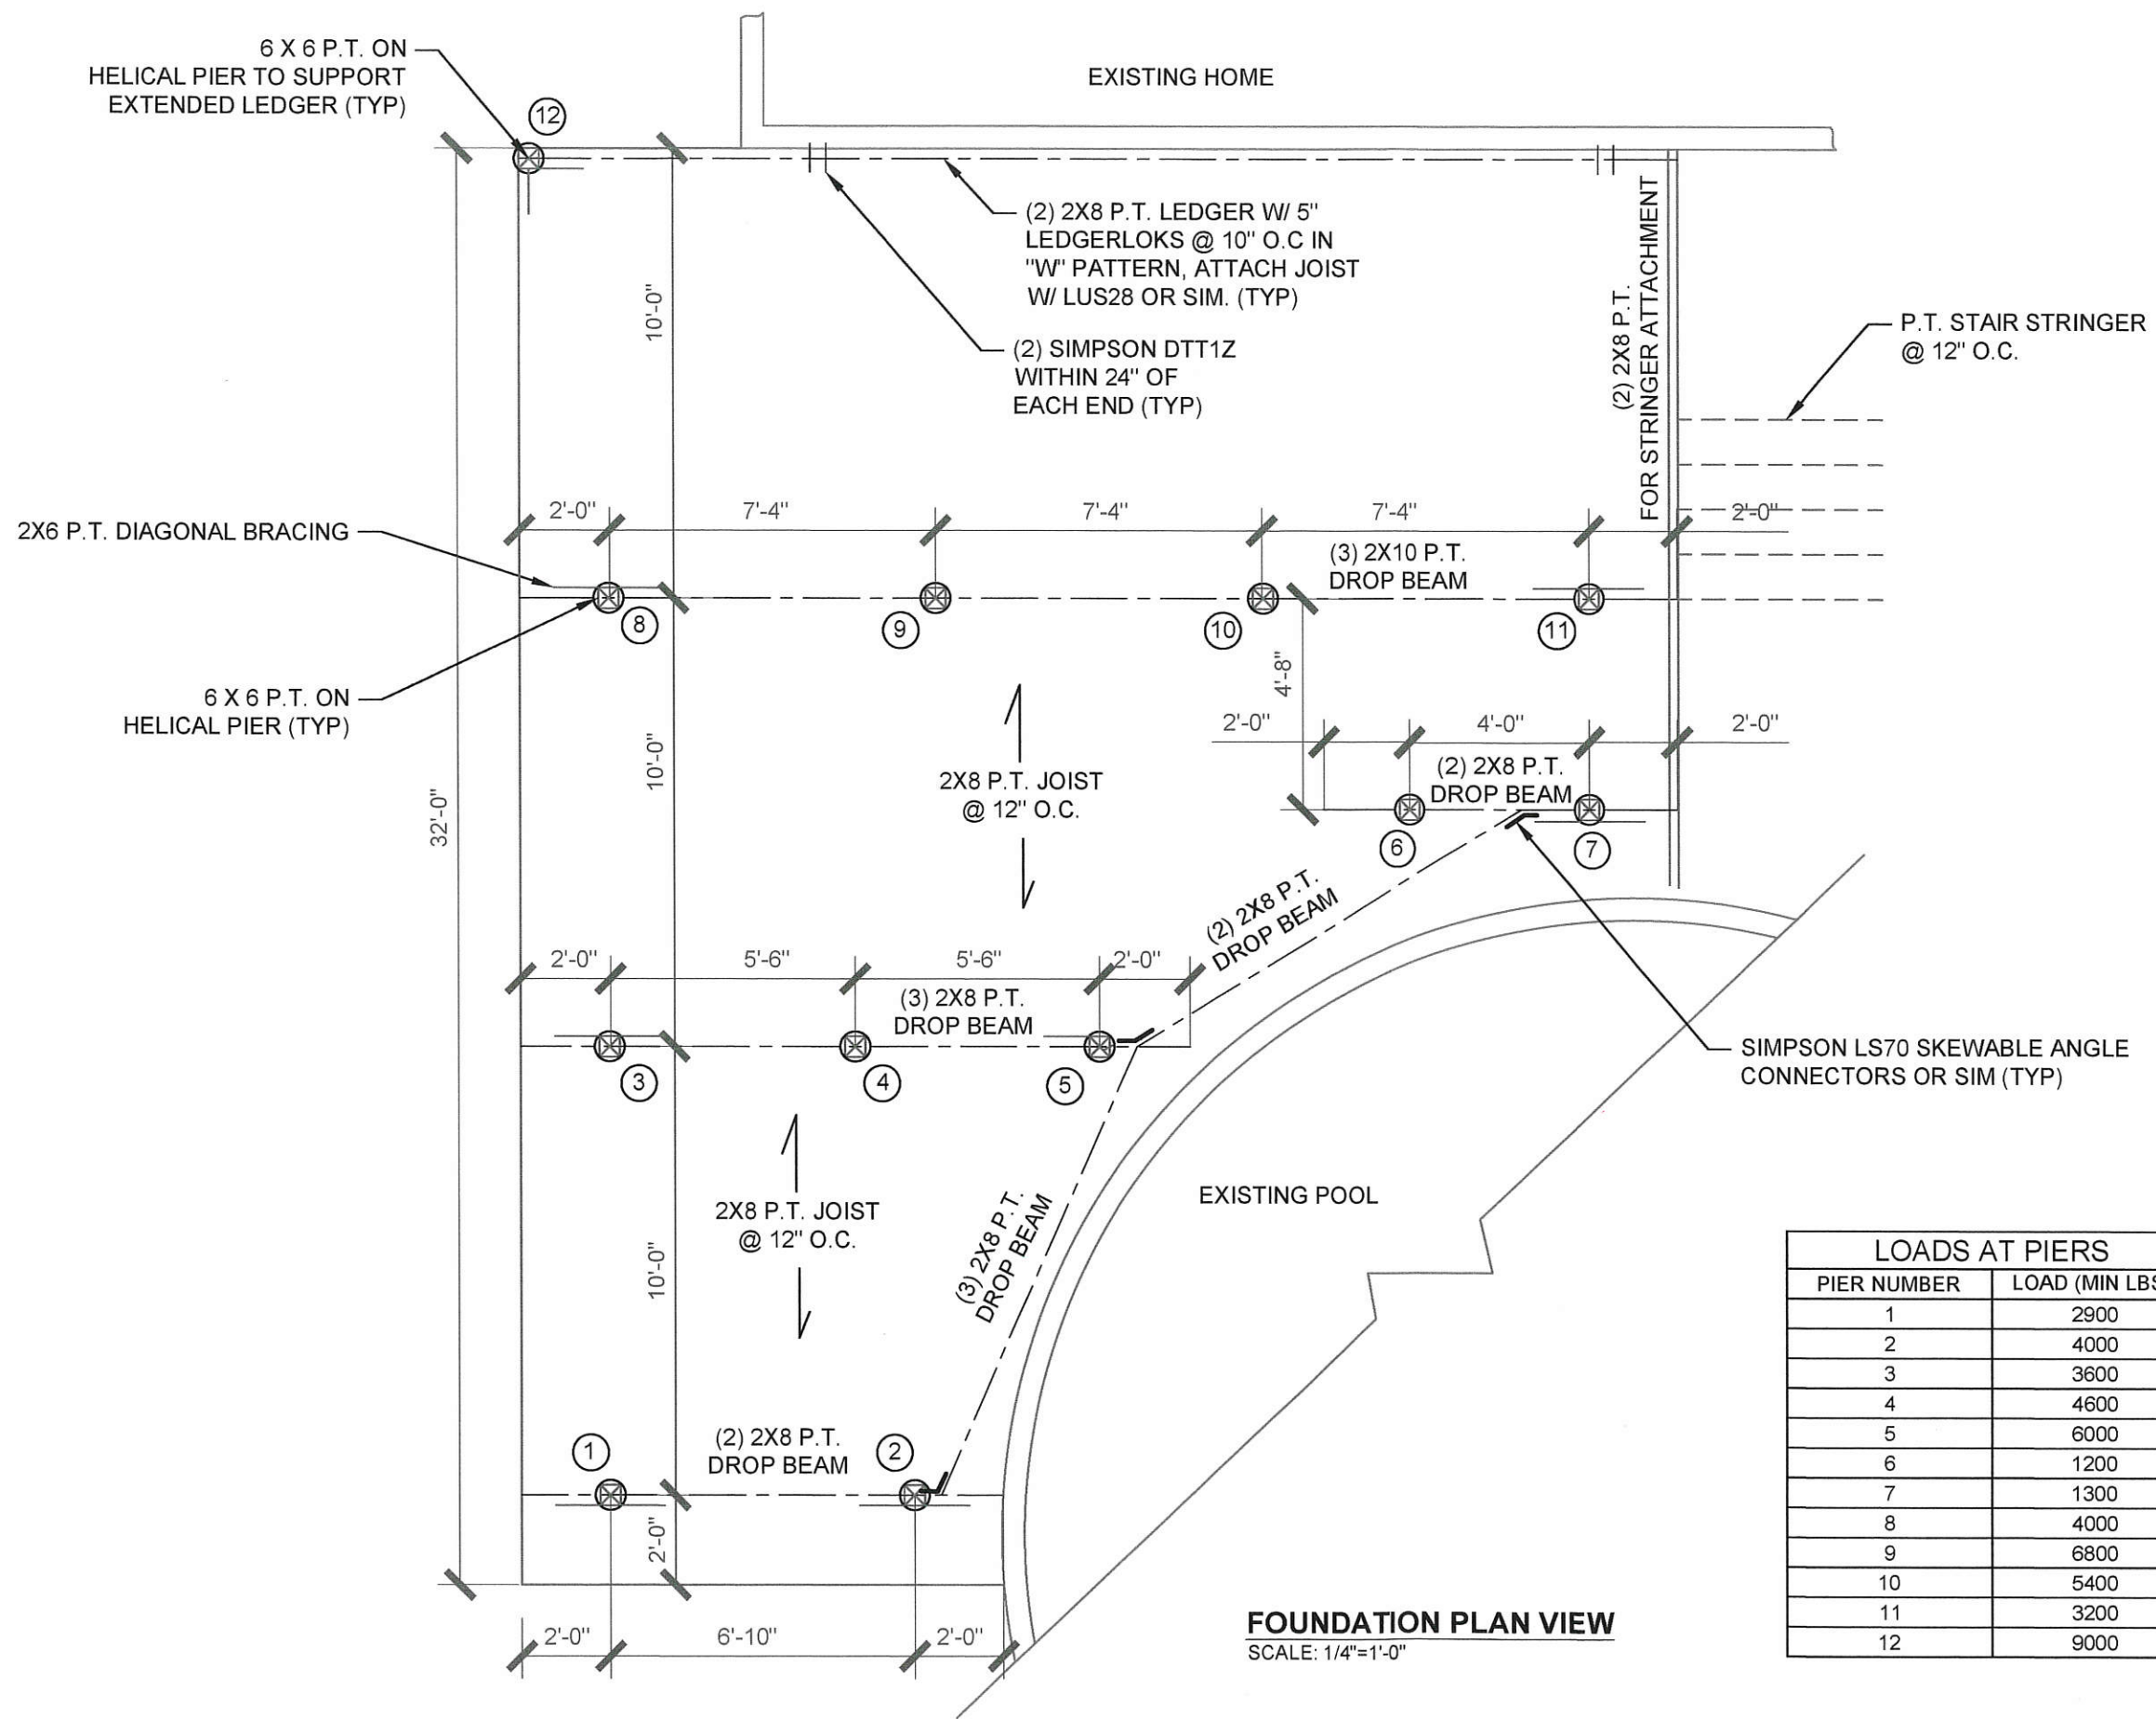 6 X 6 P.T. ON
HELICAL PIER TO SUPPORT
EXTENDED LEDGER (TYP)
12
EXISTING HOME
(2) 2X8 P.T. LEDGER W/ 5"
LEDGERLOKS @ 10" O.C IN
"W" PATTERN, ATTACH JOIST
W/ LUS28 OR SIM. (TYP)
(2) SIMPSON DTT1Z
WITHIN 24" OF
EACH END (TYP)
(2) 2X8 P.T.
FOR STRINGER ATTACHMENT
P.T. STAIR STRINGER
@ 12" O.C.
10'-0"
2'-0"
7'-4"
7'-4"
7'-4"
2'-0"
2X6 P.T. DIAGONAL BRACING
(3) 2X10 P.T.
DROP BEAM
8
9
10
11
6 X 6 P.T. ON
HELICAL PIER (TYP)
4'-8"
2'-0"
4'-0"
2'-0"
10'-0"
32'-0"
2X8 P.T. JOIST
@ 12" O.C.
(2) 2X8 P.T.
DROP BEAM
6
7
(2) 2X8 P.T.
DROP BEAM
2'-0"
5'-6"
5'-6"
2'-0"
(3) 2X8 P.T.
DROP BEAM
3
4
5
SIMPSON LS70 SKEWABLE ANGLE
CONNECTORS OR SIM (TYP)
2X8 P.T. JOIST
@ 12" O.C.
10'-0"
(3) 2X8 P.T.
DROP BEAM
EXISTING POOL
1
(2) 2X8 P.T.
DROP BEAM
2
2'-0"
2'-0"
6'-10"
2'-0"
FOUNDATION PLAN VIEW
SCALE: 1/4"=1'-0"
LOADS AT PIERS
PIER NUMBER LOAD (MIN LBS
1 2900
2 4000
3 3600
4 4600
5 6000
6 1200
7 1300
8 4000
9 6800
10 5400
11 3200
12 9000